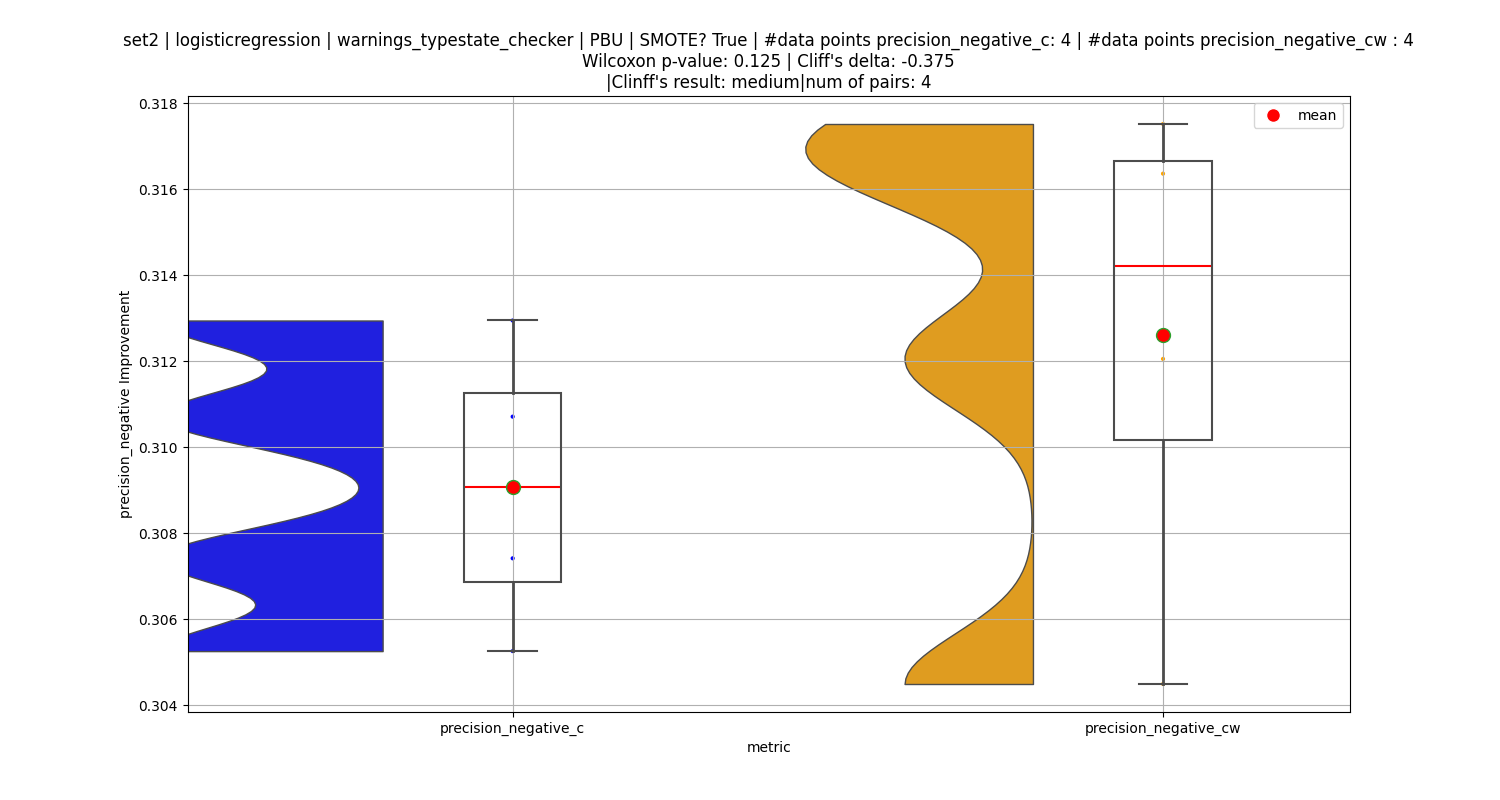 set2 | logisticregression | warnings_typestate_checker | PBU | SMOTE? True | #data points precision_negative_c: 4 | #data points precision_negative_cw : 4
Wilcoxon p-value: 0.125 | Cliff's delta: -0.375
|Clinff's result: medium|num of pairs: 4
mean
0.318
0.316
0.314
0.312
0.310
0.308
0.306
0.304
precision_negative Improvement
precision_negative_c
precision_negative_cw
metric